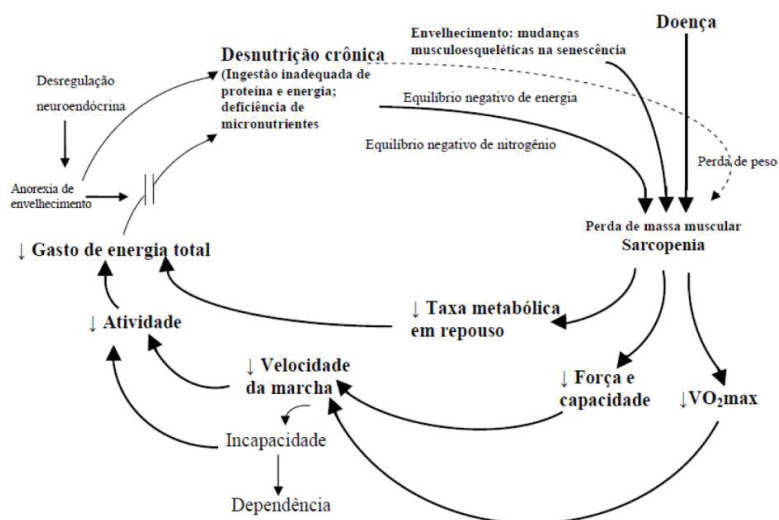 Doença
Envelhecimento: mudanças
musculoesqueléticas na senescência
Desnutrição crônica
(Ingestão inadequada de
proteína e energia;
deficiência de
micronutrientes
Desregulação
neuroendócrina
Equilíbrio negativo de energia
Equilíbrio negativo de nitrogênio
Perda de peso
Anorexia de
envelhecimento
Perda de massa muscular
Sarcopenia
↓ Gasto de energia total
↓ Taxa metabólica
em repouso
↓ Atividade
↓ Velocidade
da marcha
↓ Força e
capacidade
↓VO₂max
Incapacidade
Dependência